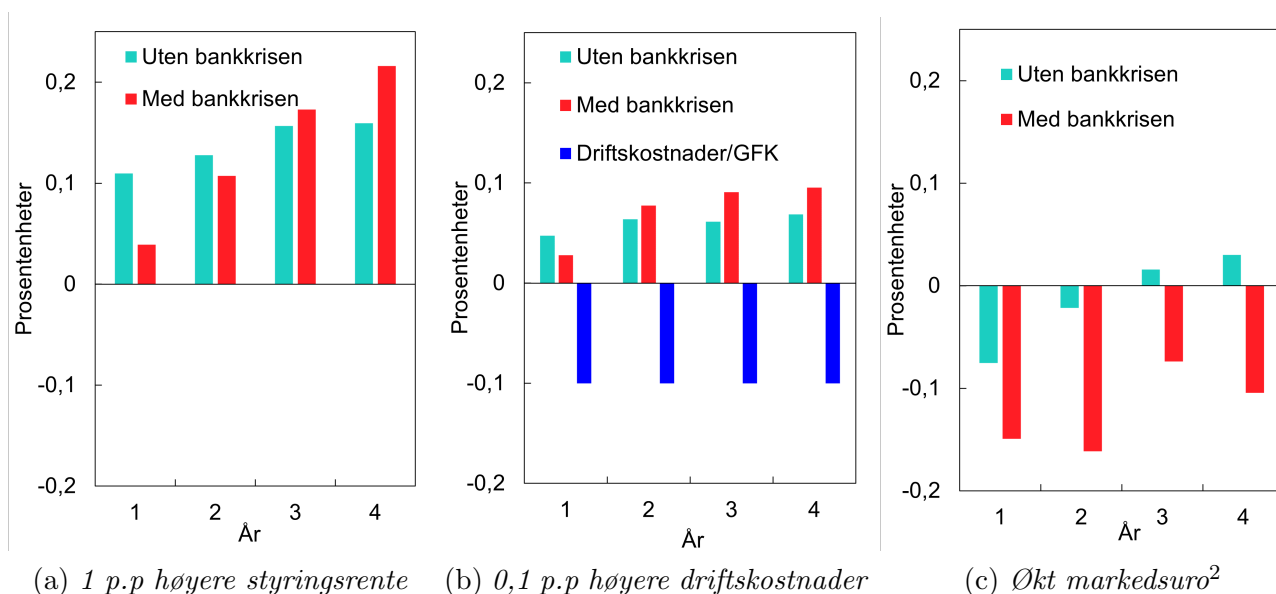 Uten bankkrisen
Med bankkrisen
0,2
0,1
0
-0,1
-0,2
Prosentenheter
1 2 3 4
År
(a) 1 p.p høyere styringsrente
Uten bankkrisen
Med bankkrisen
Driftskostnader/GFK
0,2
0,1
0
-0,1
-0,2
Prosentenheter
1 2 3 4
År
(b) 0,1 p.p høyere driftskostnader
Uten bankkrisen
Med bankkrisen
0,2
0,1
0
-0,1
-0,2
Prosentenheter
1 2 3 4
År
(c) Økt markedsuro²